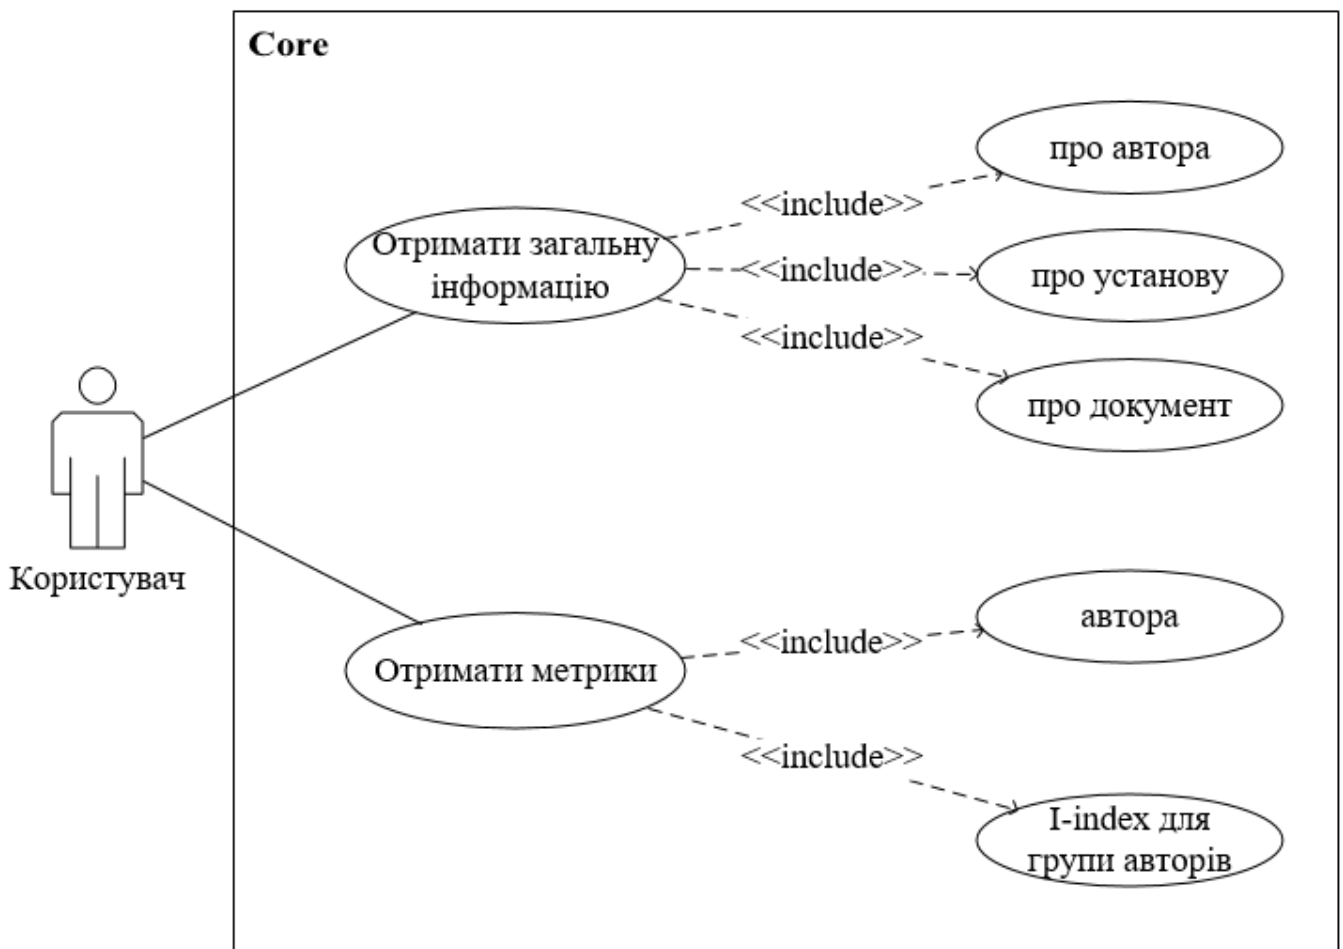 Core
про автора
<<include>>
Отримати загальну
інформацію
<<include>>
про установу
<<include>>
про документ
Користувач
автора
<<include>>
Отримати метрики
<<include>>
I-index для
групи авторів